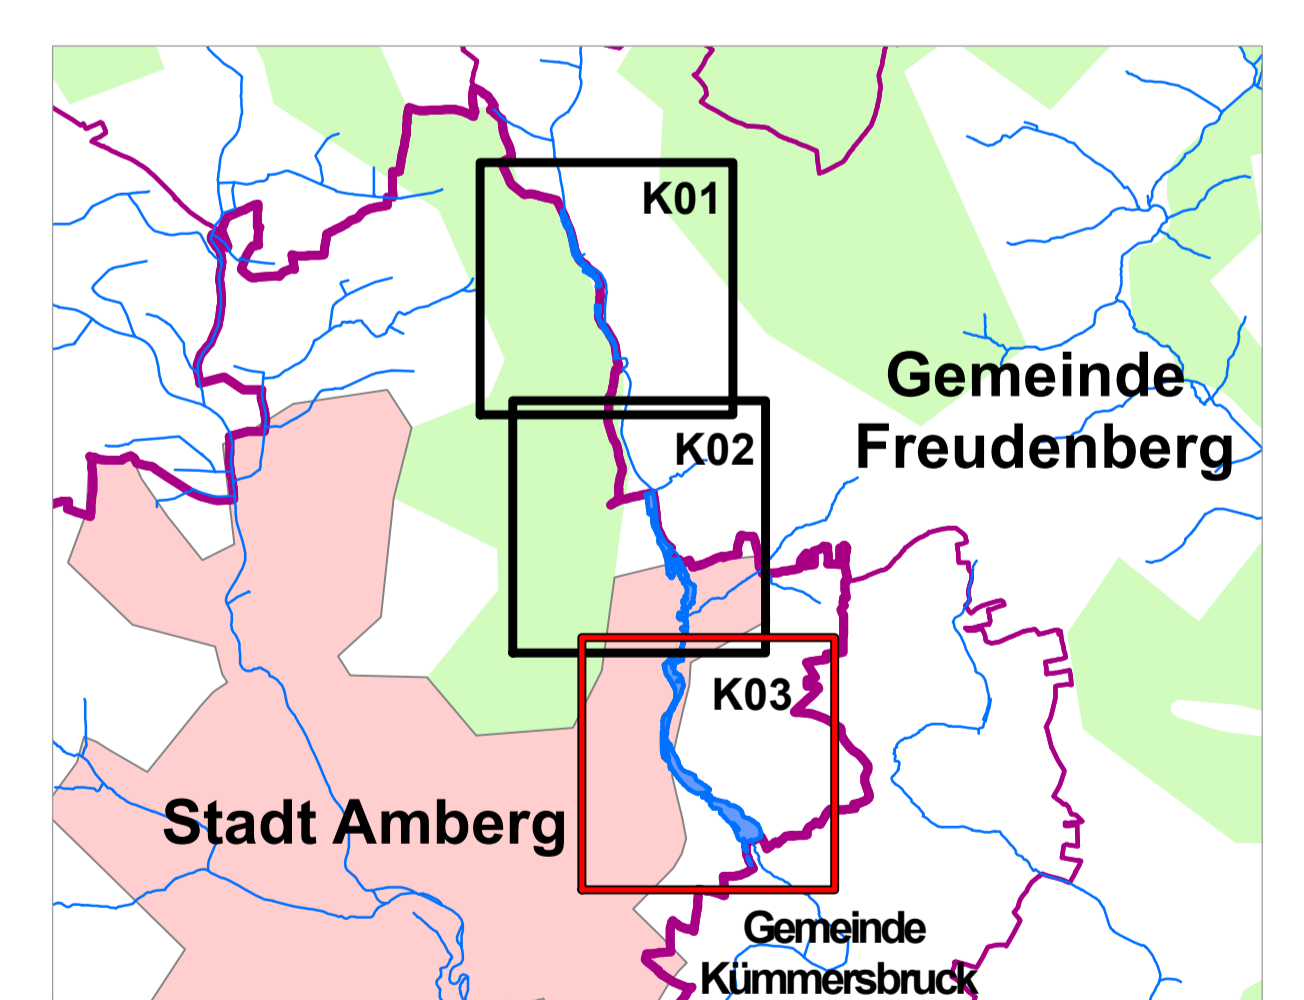 K01
Gemeinde
Freudenberg
K02
K03
Stadt Amberg
Gemeinde
Kümmersbruck